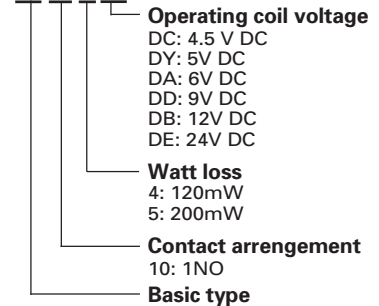 Operating coil voltage
DC: 4.5 V DC
DY: 5V DC
DA: 6V DC
DD: 9V DC
DB: 12V DC
DE: 24V DC
Watt loss
4: 120mW
5: 200mW
Contact arrengement
10: 1NO
Basic type